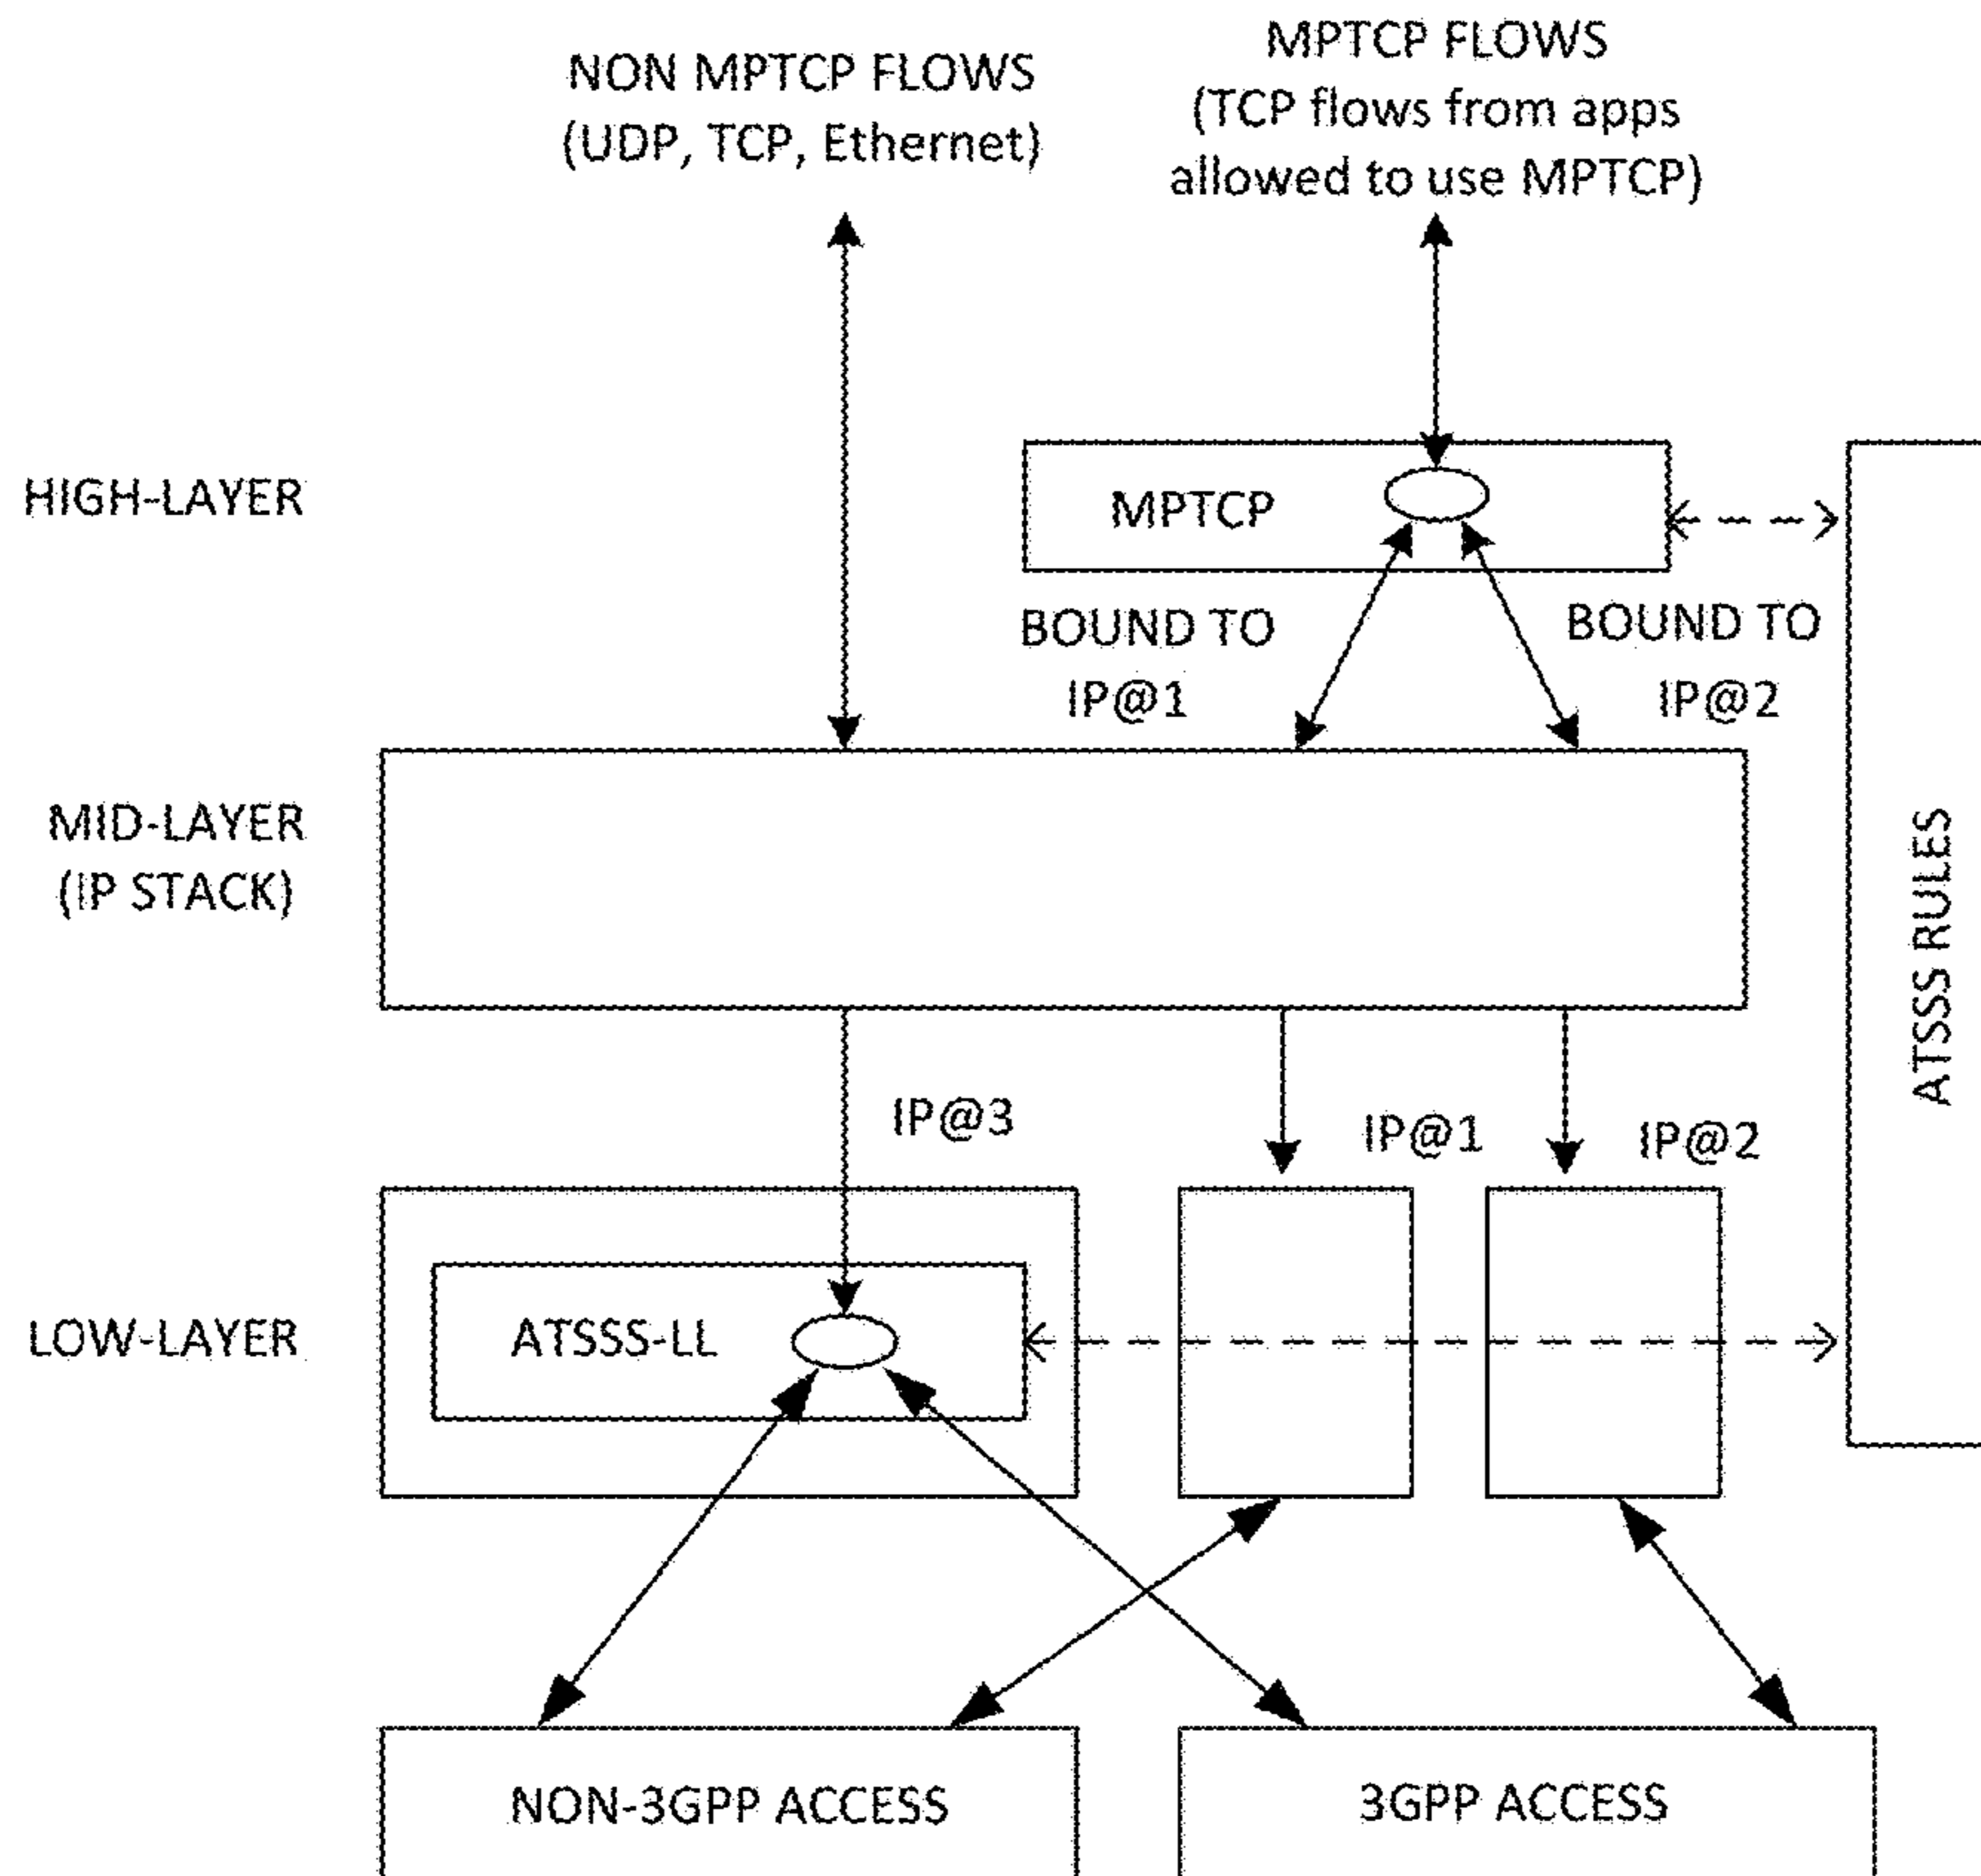 NON MPTCP FLOWS
(UDP, TCP, Ethernet)
MPTCP FLOWS
(TCP flows from apps
allowed to use MPTCP)
HIGH-LAYER
MPTCP
BOUND TO
IP@1
BOUND TO
IP@2
MID-LAYER
(IP STACK)
ATSSS RULES
IP@3
IP@1
IP@2
LOW-LAYER
ATSSS-LL
NON-3GPP ACCESS
3GPP ACCESS